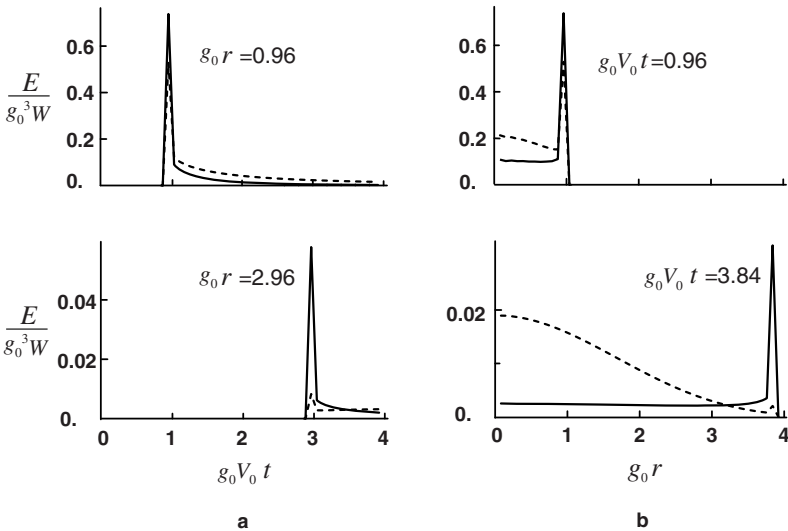 E / g₀³W
0.6
0.4
0.2
0.
g₀ r =0.96
0.6
0.4
0.2
0.
g₀V₀ t=0.96
E / g₀³W
0.04
0.02
0.
g₀ r =2.96
0 1 2 3 4
g₀V₀ t
0.02
0.
g₀V₀ t=3.84
0 1 2 3 4
g₀ r
a b